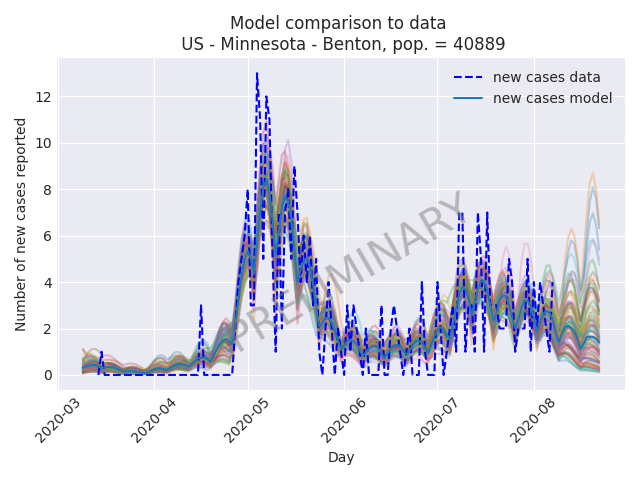 Model comparison to data
US - Minnesota - Benton, pop. = 40889
new cases data
new cases model
Number of new cases reported
12
10
8
6
4
2
0
PRELIMINARY
2020-03
2020-04
2020-05
2020-06
2020-07
2020-08
Day